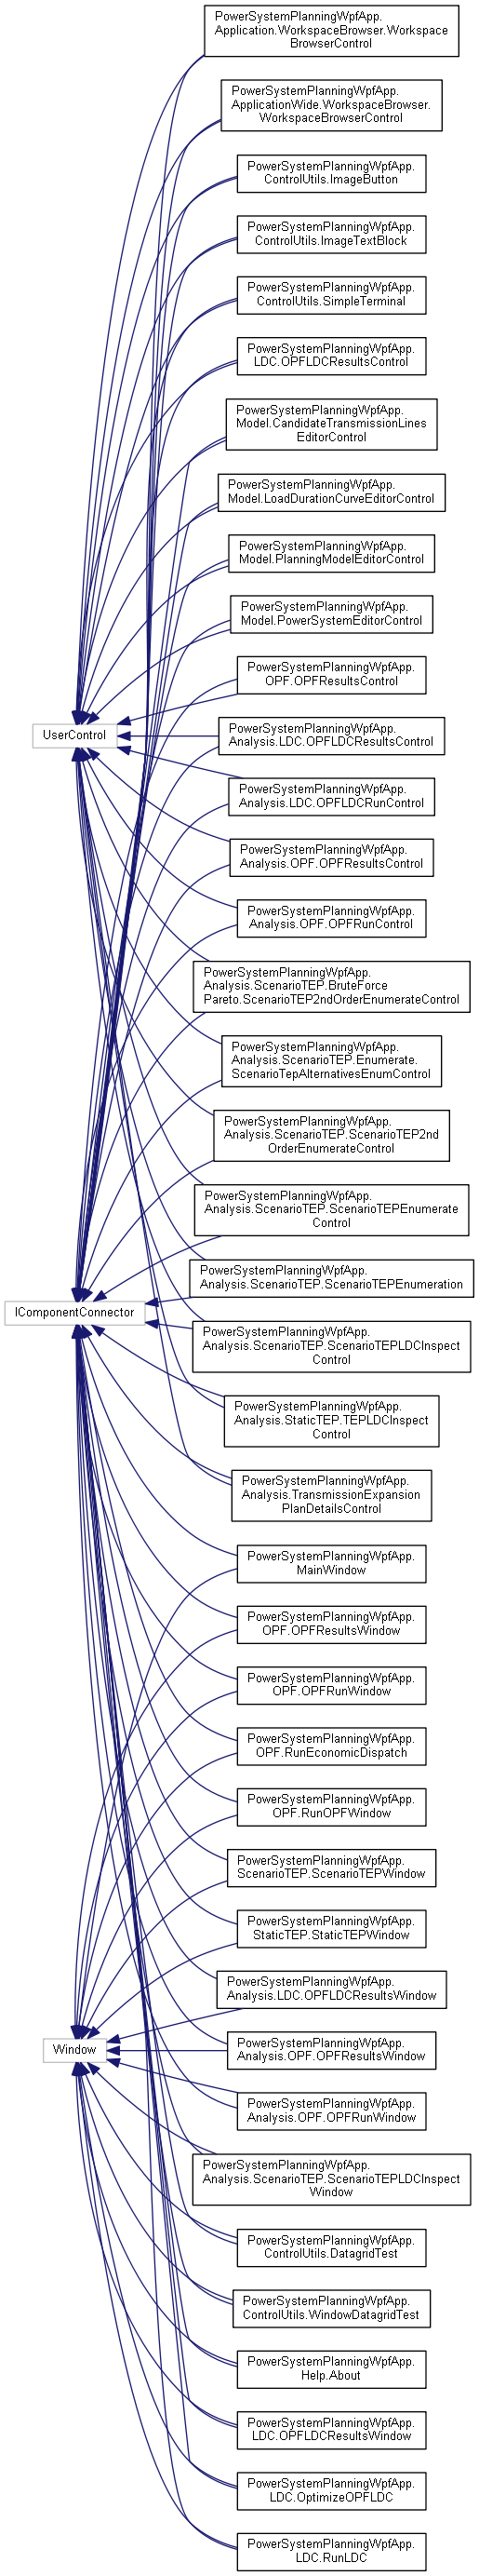 PowerSystemPlanningWpfApp.
Application.WorkspaceBrowser.Workspace
BrowserControl
PowerSystemPlanningWpfApp.
ApplicationWide.WorkspaceBrowser.
WorkspaceBrowserControl
PowerSystemPlanningWpfApp.
ControlUtils.ImageButton
PowerSystemPlanningWpfApp.
ControlUtils.ImageTextBlock
PowerSystemPlanningWpfApp.
ControlUtils.SimpleTerminal
PowerSystemPlanningWpfApp.
LDC.OPFLDCResultsControl
PowerSystemPlanningWpfApp.
Model.CandidateTransmissionLines
EditorControl
PowerSystemPlanningWpfApp.
Model.LoadDurationCurveEditorControl
PowerSystemPlanningWpfApp.
Model.PlanningModelEditorControl
PowerSystemPlanningWpfApp.
Model.PowerSystemEditorControl
PowerSystemPlanningWpfApp.
OPF.OPFResultsControl
UserControl
PowerSystemPlanningWpfApp.
Analysis.LDC.OPFLDCResultsControl
PowerSystemPlanningWpfApp.
Analysis.LDC.OPFLDCRunControl
PowerSystemPlanningWpfApp.
Analysis.OPF.OPFResultsControl
PowerSystemPlanningWpfApp.
Analysis.OPF.OPFRunControl
PowerSystemPlanningWpfApp.
Analysis.ScenarioTEP.BruteForce
Pareto.ScenarioTEP2ndOrderEnumerateControl
PowerSystemPlanningWpfApp.
Analysis.ScenarioTEP.Enumerate.
ScenarioTepAlternativesEnumControl
PowerSystemPlanningWpfApp.
Analysis.ScenarioTEP.ScenarioTEP2nd
OrderEnumerateControl
PowerSystemPlanningWpfApp.
Analysis.ScenarioTEP.ScenarioTEPEnumerate
Control
PowerSystemPlanningWpfApp.
Analysis.ScenarioTEP.ScenarioTEPEnumeration
IComponentConnector
PowerSystemPlanningWpfApp.
Analysis.ScenarioTEP.ScenarioTEPLDCInspect
Control
PowerSystemPlanningWpfApp.
Analysis.StaticTEP.TEPLDCInspect
Control
PowerSystemPlanningWpfApp.
Analysis.TransmissionExpansion
PlanDetailsControl
PowerSystemPlanningWpfApp.
MainWindow
PowerSystemPlanningWpfApp.
OPF.OPFResultsWindow
PowerSystemPlanningWpfApp.
OPF.OPFRunWindow
PowerSystemPlanningWpfApp.
OPF.RunEconomicDispatch
PowerSystemPlanningWpfApp.
OPF.RunOPFWindow
PowerSystemPlanningWpfApp.
ScenarioTEP.ScenarioTEPWindow
PowerSystemPlanningWpfApp.
StaticTEP.StaticTEPWindow
PowerSystemPlanningWpfApp.
Analysis.LDC.OPFLDCResultsWindow
Window
PowerSystemPlanningWpfApp.
Analysis.OPF.OPFResultsWindow
PowerSystemPlanningWpfApp.
Analysis.OPF.OPFRunWindow
PowerSystemPlanningWpfApp.
Analysis.ScenarioTEP.ScenarioTEPLDCInspect
Window
PowerSystemPlanningWpfApp.
ControlUtils.DatagridTest
PowerSystemPlanningWpfApp.
ControlUtils.WindowDatagridTest
PowerSystemPlanningWpfApp.
Help.About
PowerSystemPlanningWpfApp.
LDC.OPFLDCResultsWindow
PowerSystemPlanningWpfApp.
LDC.OptimizeOPFLDC
PowerSystemPlanningWpfApp.
LDC.RunLDC